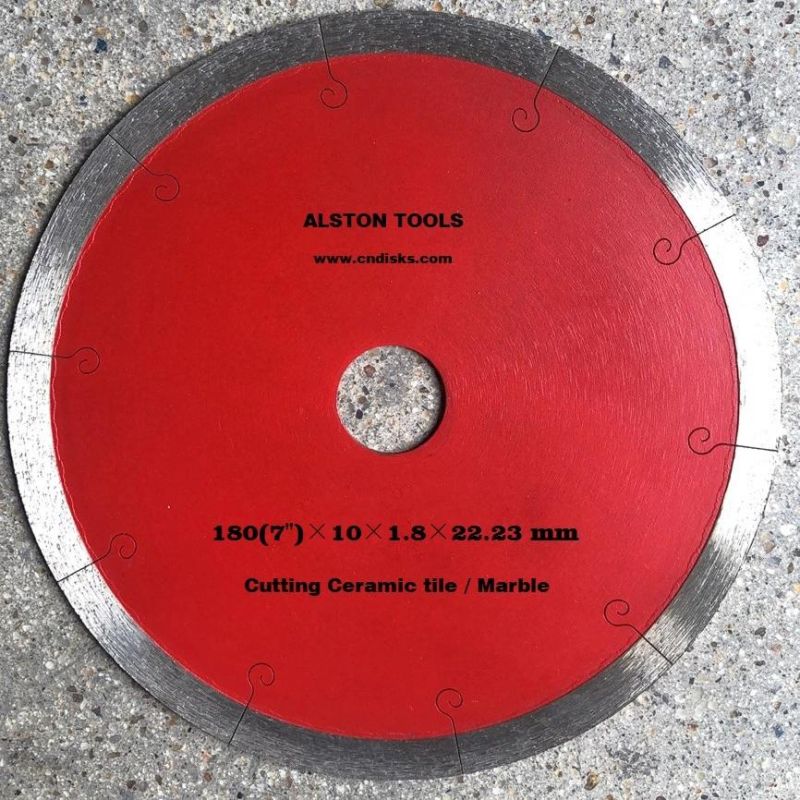 ALSTON TOOLS
www.cndisks.com
180(7")×10×1.8×22.23 mm
Cutting Ceramic tile / Marble